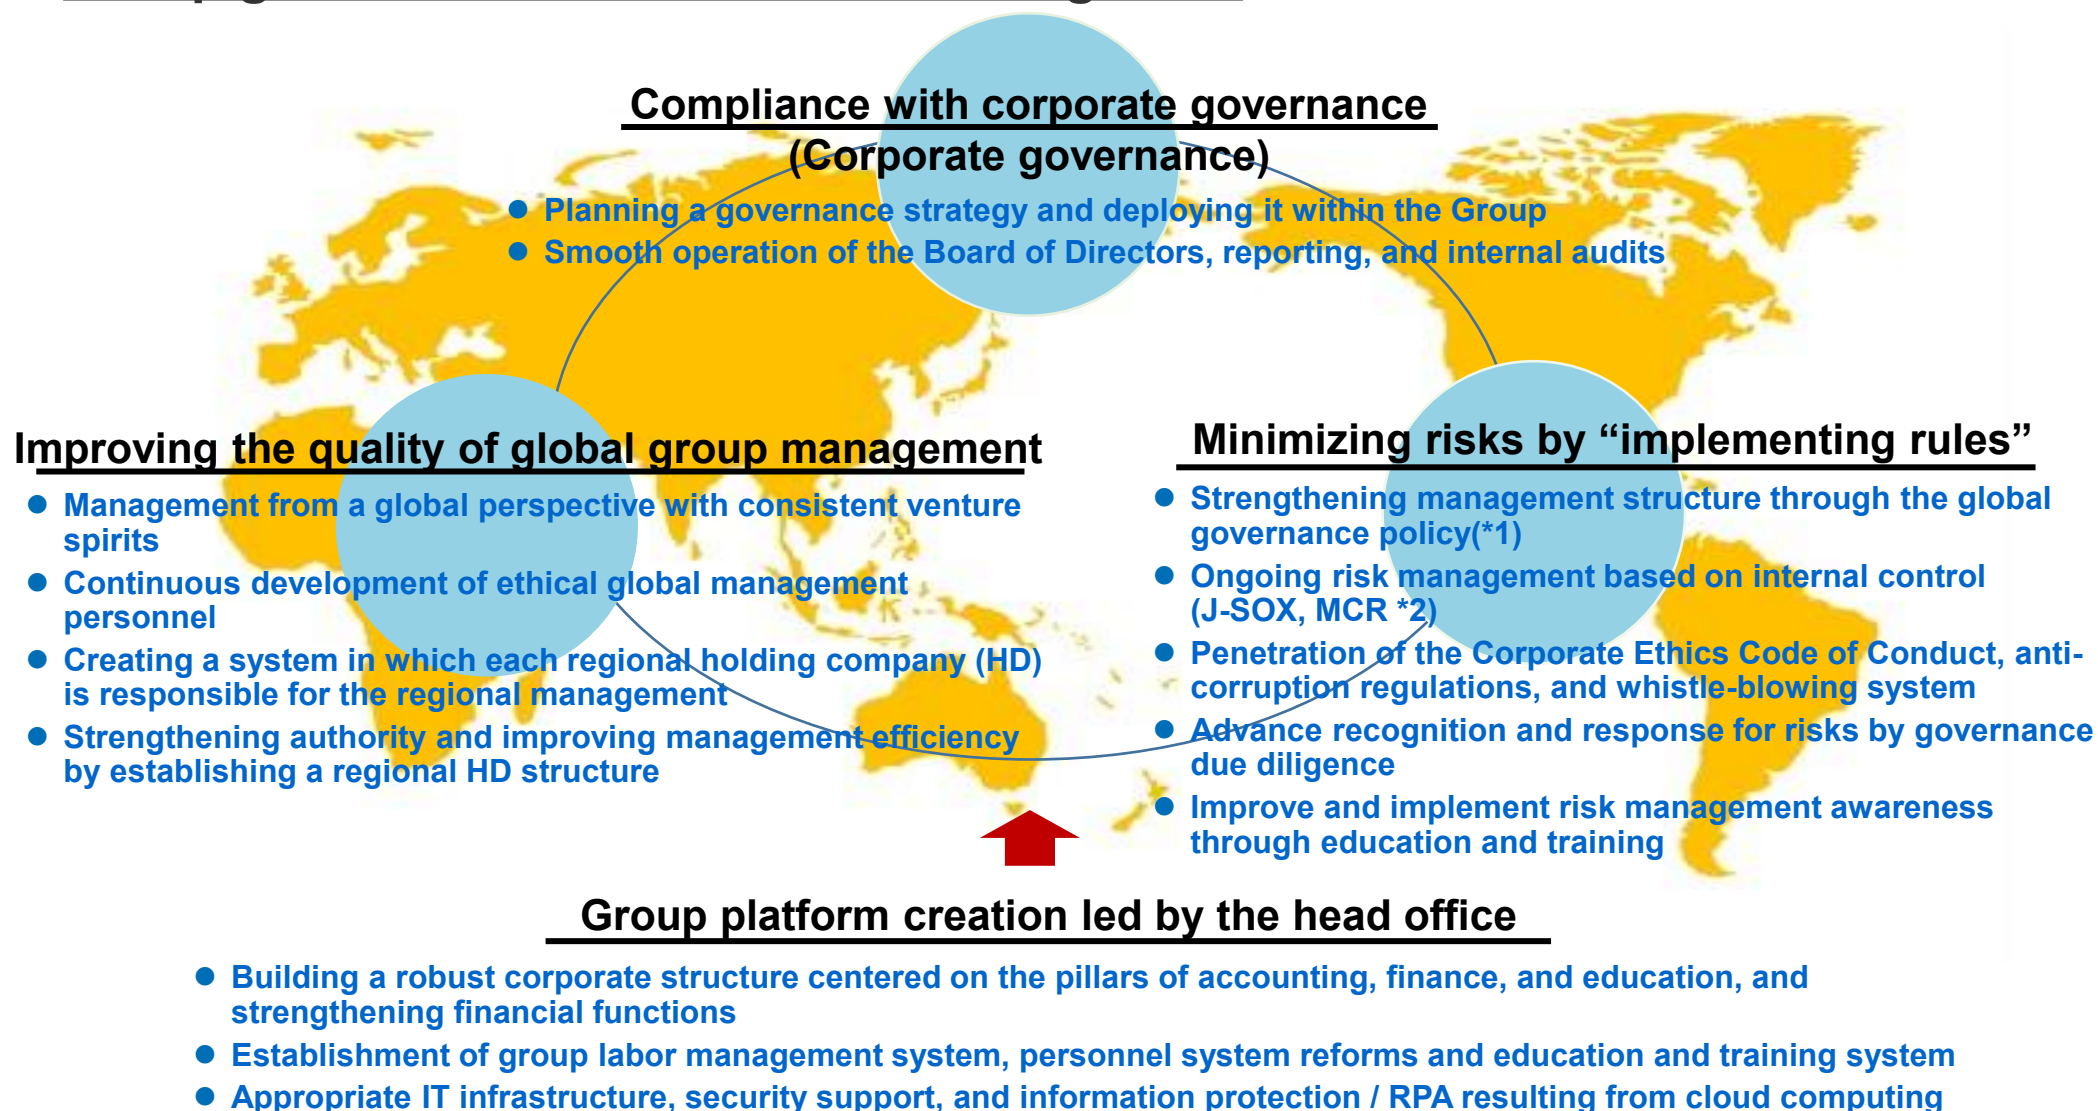 Compliance with corporate governance
(Corporate governance)
● Planning a governance strategy and deploying it within the Group
● Smooth operation of the Board of Directors, reporting, and internal audits
Improving the quality of global group management
● Management from a global perspective with consistent venture
spirits
● Continuous development of ethical global management
personnel
● Creating a system in which each regional holding company (HD)
is responsible for the regional management
● Strengthening authority and improving management efficiency
by establishing a regional HD structure
Minimizing risks by “implementing rules”
● Strengthening management structure through the global
governance policy(*1)
● Ongoing risk management based on internal control
(J-SOX, MCR *2)
● Penetration of the Corporate Ethics Code of Conduct, anti-
corruption regulations, and whistle-blowing system
● Advance recognition and response for risks by governance
due diligence
● Improve and implement risk management awareness
through education and training
Group platform creation led by the head office
● Building a robust corporate structure centered on the pillars of accounting, finance, and education, and
strengthening financial functions
● Establishment of group labor management system, personnel system reforms and education and training system
● Appropriate IT infrastructure, security support, and information protection / RPA resulting from cloud computing